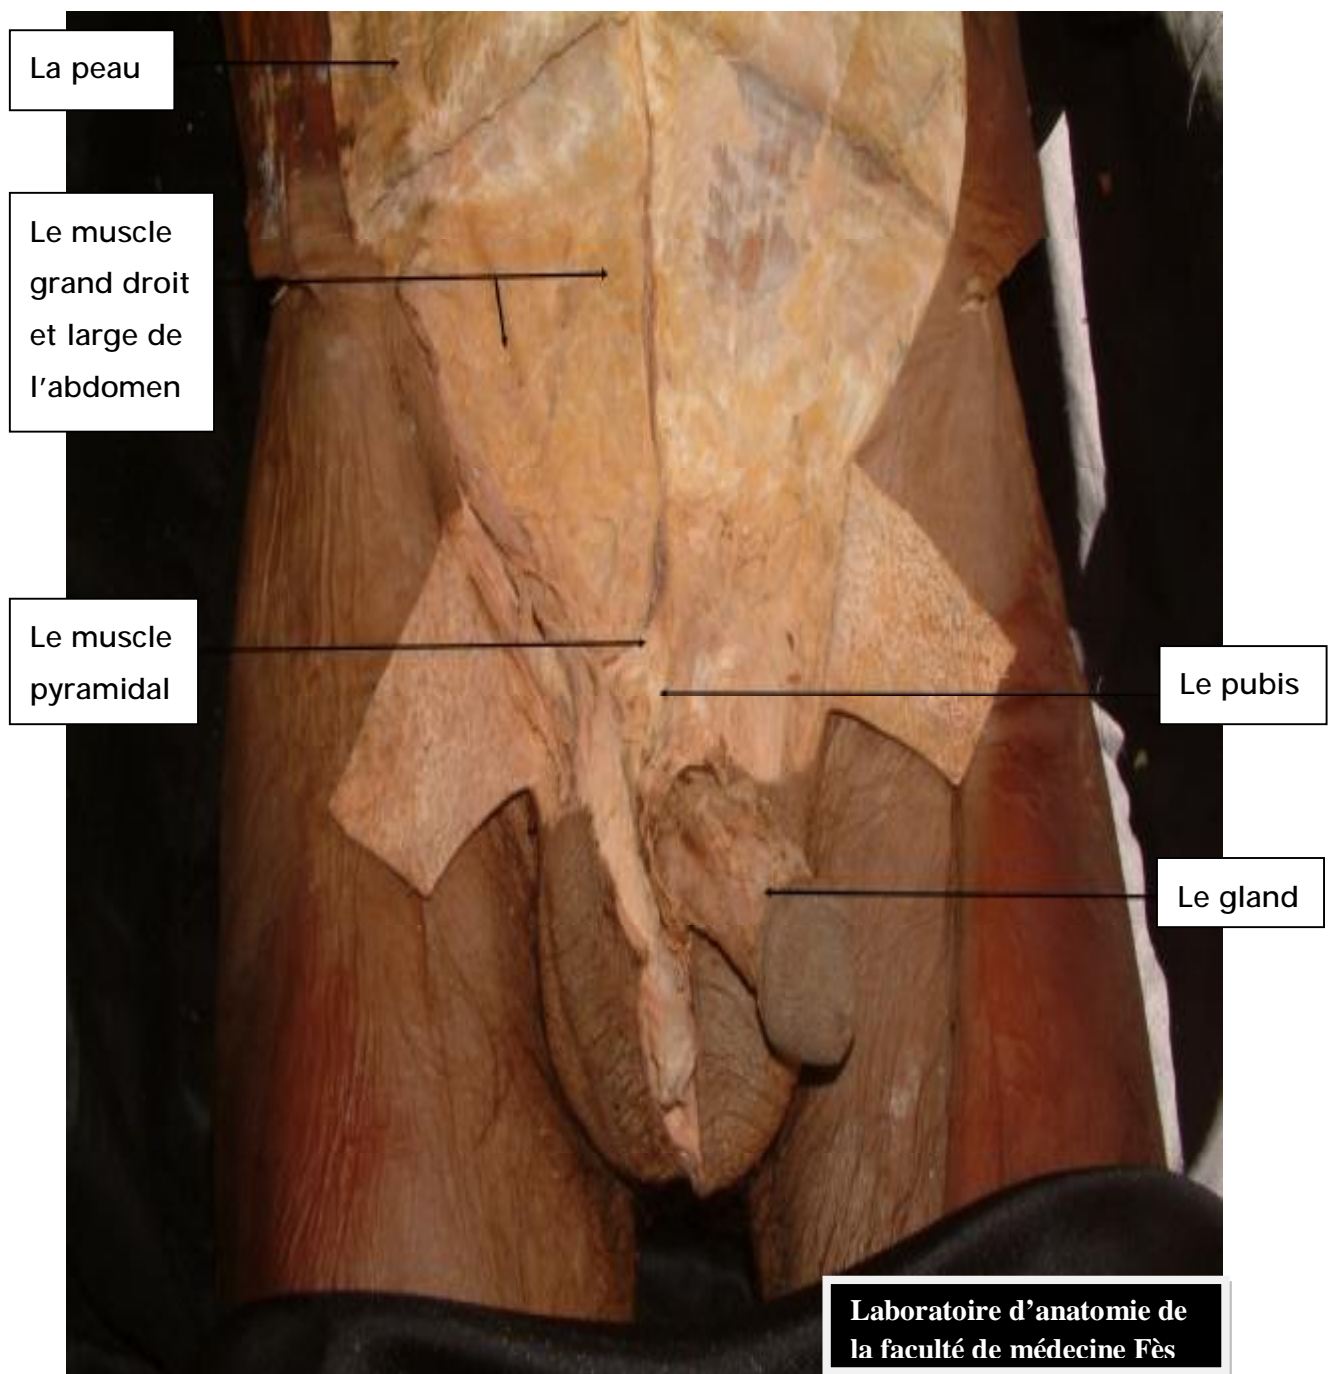 La peau
Le muscle
grand droit
et large de
l’abdomen
Le muscle
pyramidal
Le pubis
Le gland
Laboratoire d’anatomie de
la faculté de médecine Fès